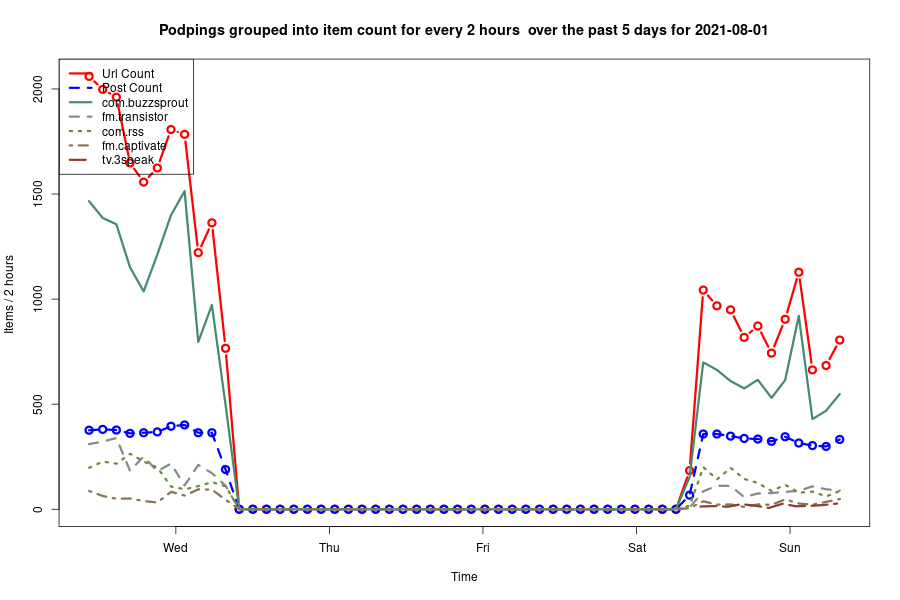 Podpings grouped into item count for every 2 hours  over the past 5 days for 2021-08-01
Url Count
Post Count
com.buzzsprout
fm.transistor
com.rss
fm.captivate
tv.3speak
2000
1500
1000
500
0
Items / 2 hours
Wed
Thu
Fri
Sat
Sun
Time